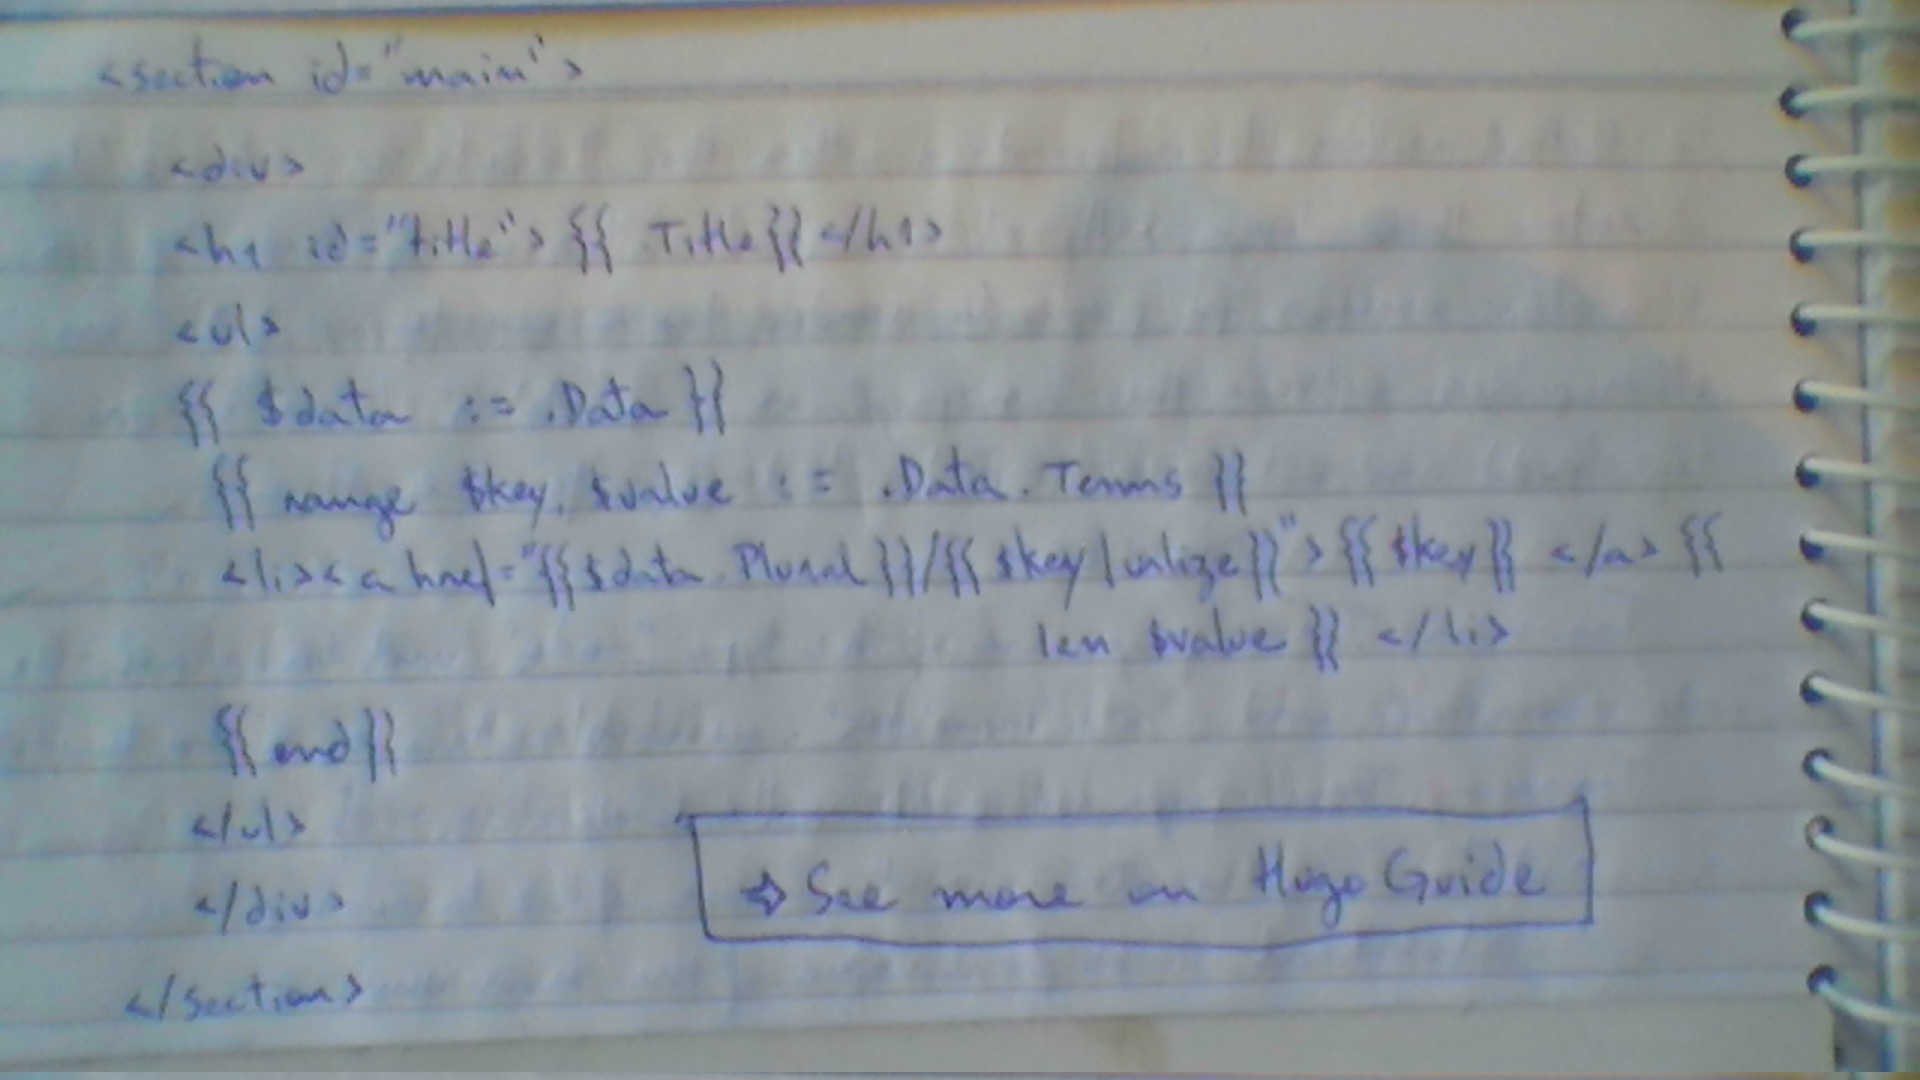 <section id="main">
<div>
<h1 id="title"> {{ .Title }} </h1>
<ul>
{{ $data := .Data }}
{{ range $key, $value := .Data.Terms }}
<li><a href="{{ $data.Plural }}/{{ $key | urlize }}"> {{ $key }} </a> {{
len $value }} </li>
{{ end }}
</ul>
</div>
</section>
See more on Hugo Guide